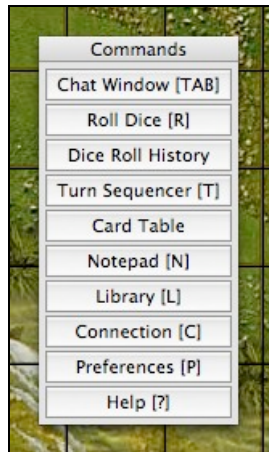 Commands
Chat Window [TAB]
Roll Dice [R]
Dice Roll History
Turn Sequencer [T]
Card Table
Notepad [N]
Library [L]
Connection [C]
Preferences [P]
Help [?]